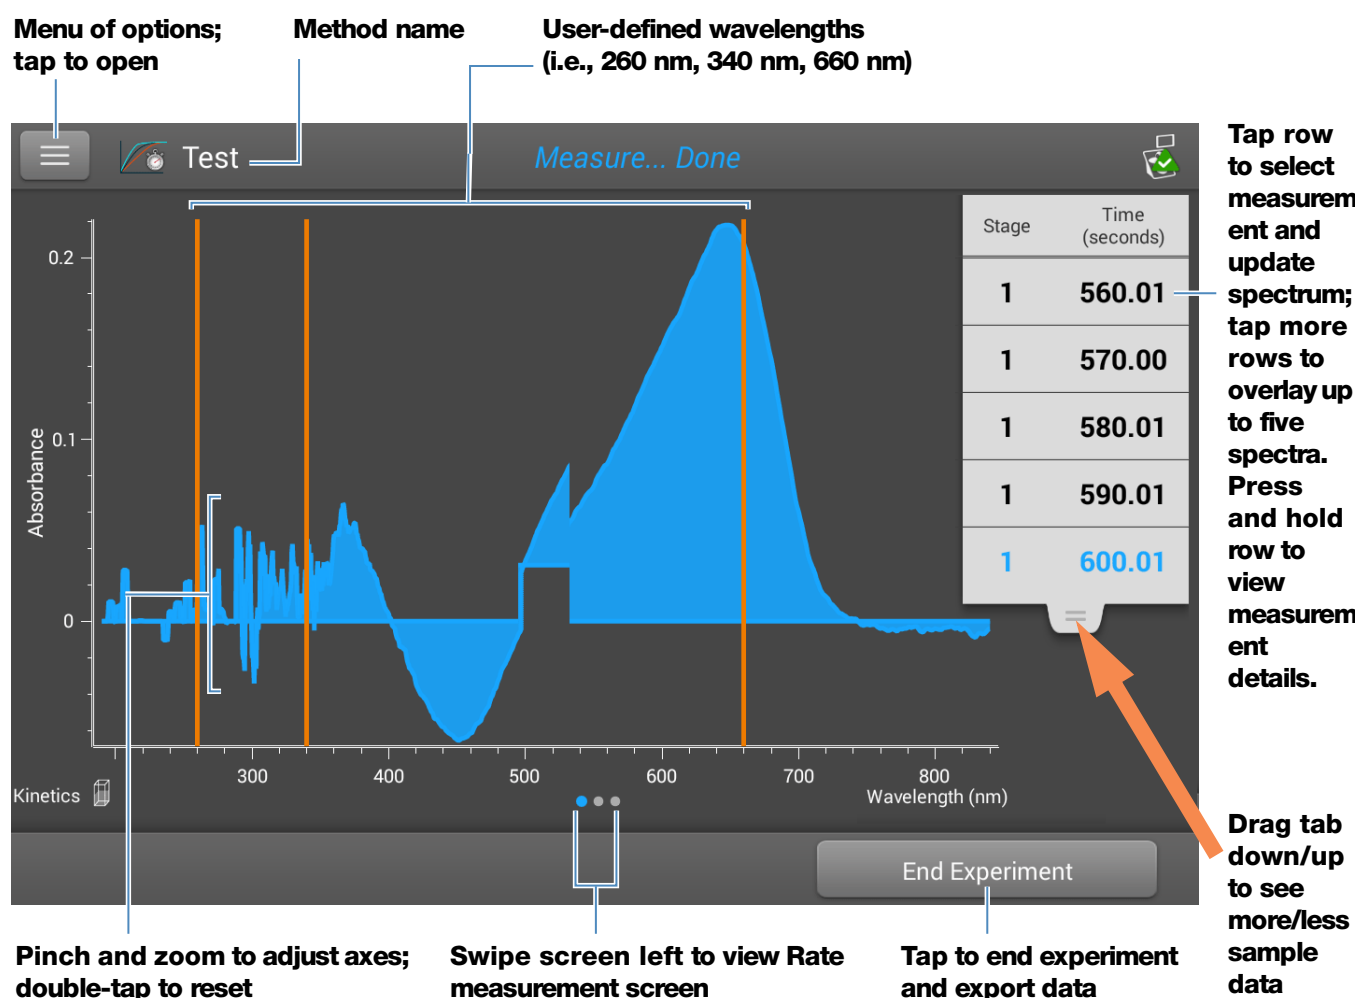 Menu of options;
tap to open
Method name
User-defined wavelengths
(i.e., 260 nm, 340 nm, 660 nm)
Test
Measure... Done
Stage
Time
(seconds)
1 560.01
1 570.00
1 580.01
1 590.01
1 600.01
Tap row
to select
measurem
ent and
update
spectrum;
tap more
rows to
overlay up
to five
spectra.
Press
and hold
row to
view
measurem
ent
details.
0.2
0.1
0
Absorbance
300 400 500 600 700 800
Wavelength (nm)
Kinetics
End Experiment
Drag tab
down/up
to see
more/less
sample
data
Pinch and zoom to adjust axes;
double-tap to reset
Swipe screen left to view Rate
measurement screen
Tap to end experiment
and export data